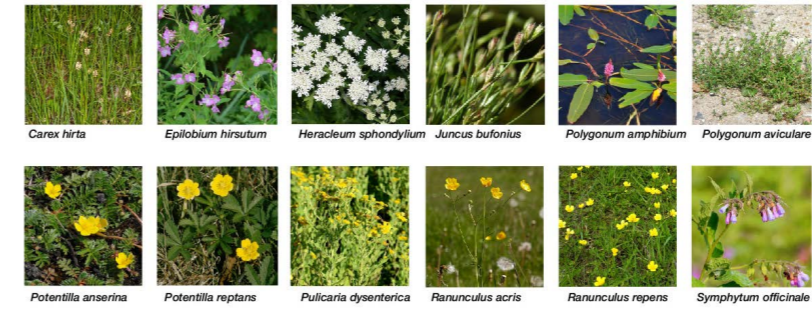 Carex hirta
Epilobium hirsutum
Heracleum sphondylium
Juncus bufonius
Polygonum amphibium
Polygonum aviculare
Potentilla anserina
Potentilla reptans
Pulicaria dysenterica
Ranunculus acris
Ranunculus repens
Symphytum officinale